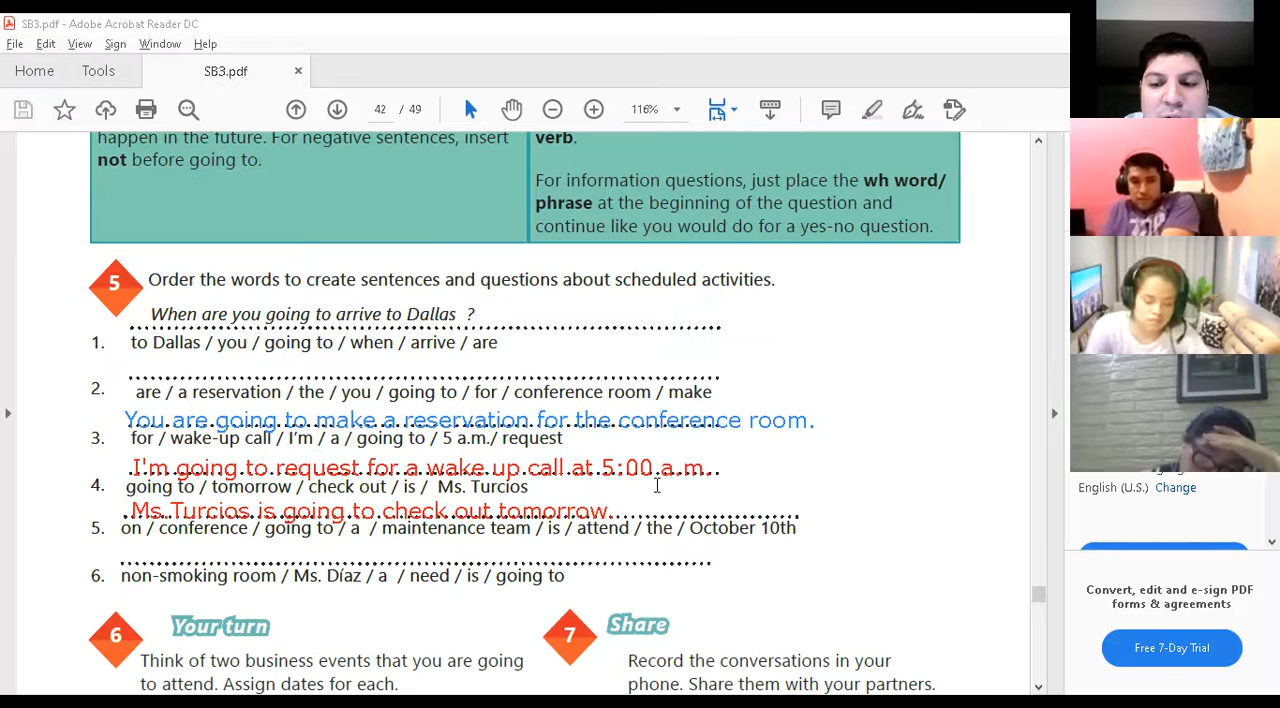 SB3.pdf - Adobe Acrobat Reader DC
File Edit View Sign Window Help
Home Tools SB3.pdf ×
42 / 49 116%
happen in the future. For negative sentences, insert
not before going to.
verb.
For information questions, just place the wh word/
phrase at the beginning of the question and
continue like you would do for a yes-no question.
5 Order the words to create sentences and questions about scheduled activities.
When are you going to arrive to Dallas ?
1. to Dallas / you / going to / when / arrive / are
2. are / a reservation / the / you / going to / for / conference room / make
You are going to make a reservation for the conference room.
3. for / wake-up call / I'm / a / going to / 5 a.m./ request
I'm going to request for a wake up call at 5:00 a.m.
4. going to / tomorrow / check out / is / Ms. Turcios
Ms.Turcios is going to check out tomorrow.
5. on / conference / going to / a / maintenance team / is / attend / the / October 10th
6. non-smoking room / Ms. Díaz / a / need / is / going to
6 Your turn
Think of two business events that you are going
to attend. Assign dates for each.
7 Share
Record the conversations in your
phone. Share them with your partners.
English (U.S.) Change
Convert, edit and e-sign PDF
forms & agreements
Free 7-Day Trial